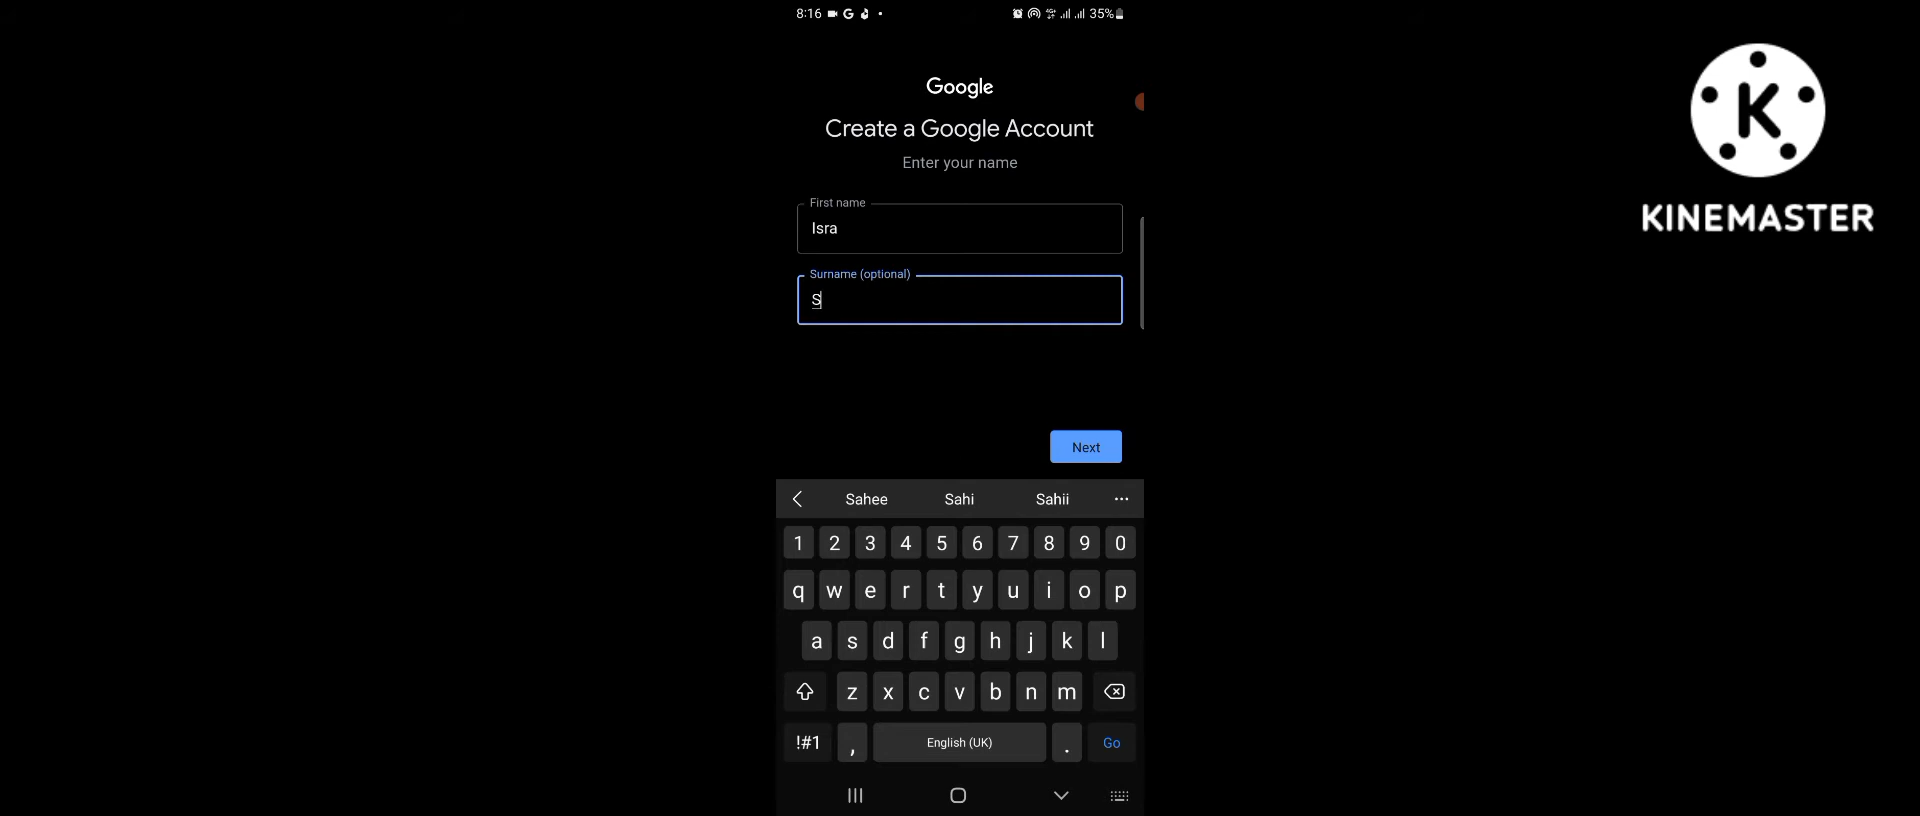 8:16 G 35%
Google
Create a Google Account
Enter your name
First name
Isra
Surname (optional)
S
Next
Sahee Sahi Sahii ...
1 2 3 4 5 6 7 8 9 0
q w e r t y u i o p
a s d f g h j k l
z x c v b n m
!#1 , English (UK) . Go
K
KINEMASTER